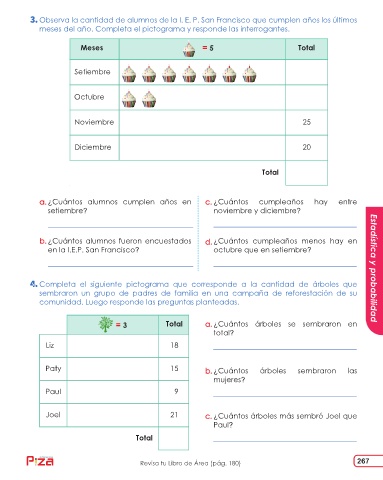 3. Observa la cantidad de alumnos de la I. E. P. San Francisco que cumplen años los últimos
meses del año. Completa el pictograma y responde las interrogantes.
Meses = 5 Total
Setiembre
Octubre
Noviembre 25
Diciembre 20
Total
a. ¿Cuántos alumnos cumplen años en
setiembre?
b. ¿Cuántos alumnos fueron encuestados
en la I.E.P. San Francisco?
c. ¿Cuántos cumpleaños hay entre
noviembre y diciembre?
d. ¿Cuántos cumpleaños menos hay en
octubre que en setiembre?
Estadística y probabilidad
4. Completa el siguiente pictograma que corresponde a la cantidad de árboles que
sembraron un grupo de padres de familia en una campaña de reforestación de su
comunidad. Luego responde las preguntas planteadas.
= 3 Total
Liz 18
Paty 15
Paul 9
Joel 21
Total
a. ¿Cuántos árboles se sembraron en
total?
b. ¿Cuántos árboles sembraron las
mujeres?
c. ¿Cuántos árboles más sembró Joel que
Paul?
Piza
Revisa tu Libro de Área (pág. 180)
267